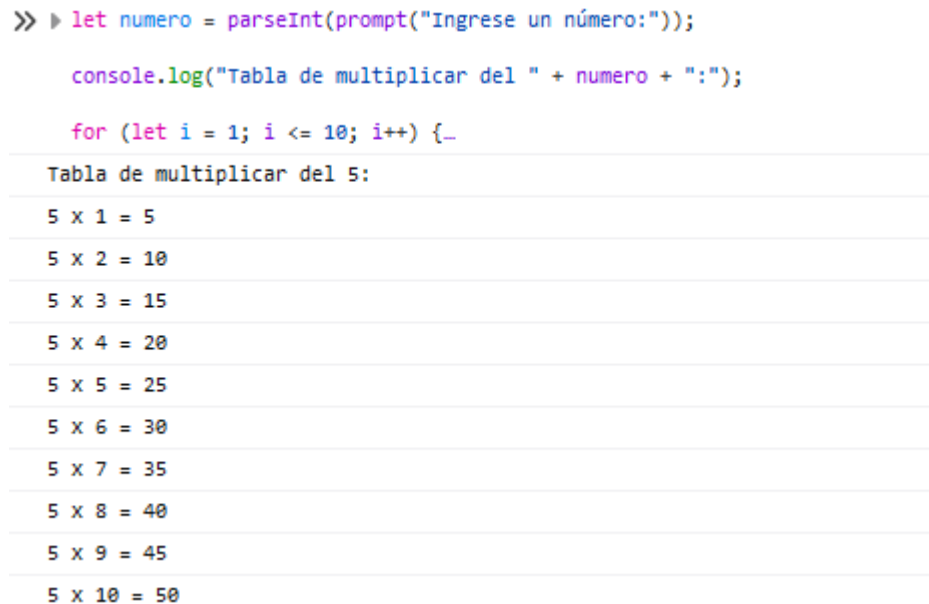 let numero = parseInt(prompt("Ingrese un número:"));
console.log("Tabla de multiplicar del " + numero + ":");
for (let i = 1; i <= 10; i++) {…
Tabla de multiplicar del 5:
5 x 1 = 5
5 x 2 = 10
5 x 3 = 15
5 x 4 = 20
5 x 5 = 25
5 x 6 = 30
5 x 7 = 35
5 x 8 = 40
5 x 9 = 45
5 x 10 = 50